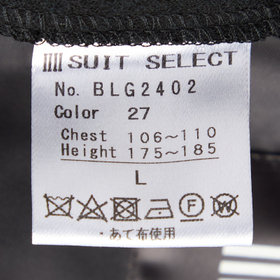 SUIT SELECT
No. BLG2402
Color 27
Chest 106～110
Height 175～185
L
F W
・あて布使用